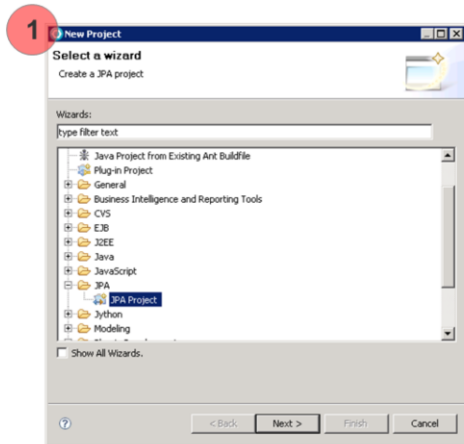 1
New Project
Select a wizard
Create a JPA project
Wizards:
type filter text
Java Project from Existing Ant Buildfile
Plug-in Project
General
Business Intelligence and Reporting Tools
CVS
EJB
J2EE
Java
JavaScript
JPA
JPA Project
Jython
Modeling
Show All Wizards.
?
< Back
Next >
Finish
Cancel